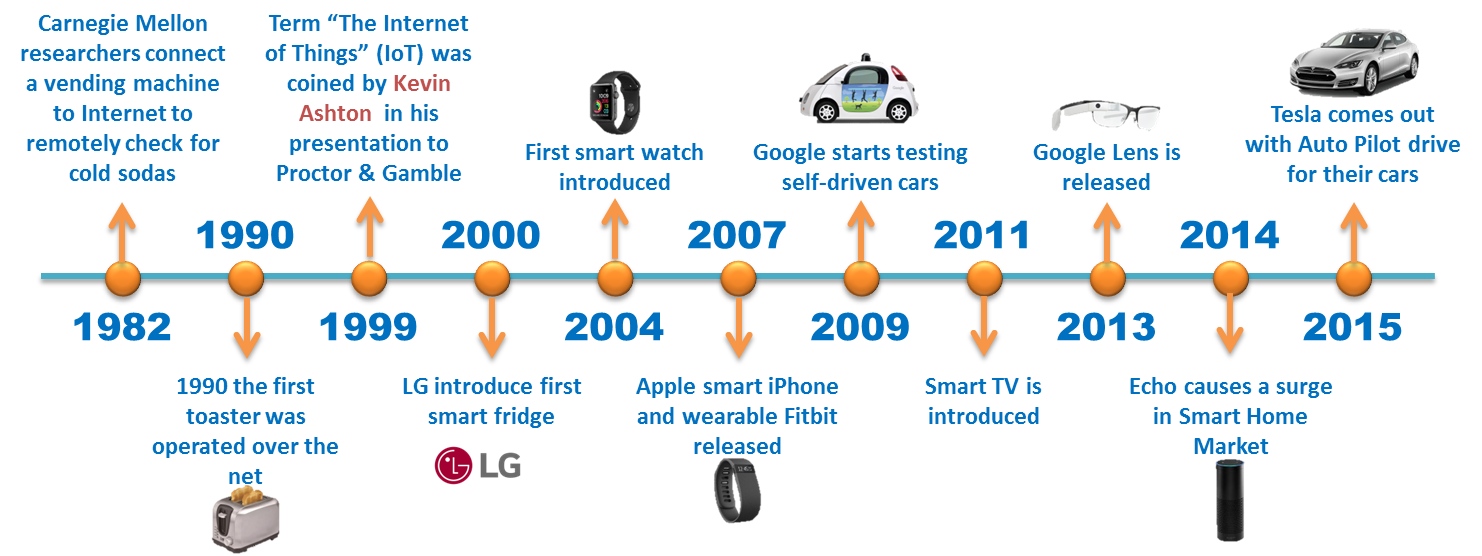 Carnegie Mellon
researchers connect
a vending machine
to Internet to
remotely check for
cold sodas
1982
1990
1990 the first
toaster was
operated over the
net
Term “The Internet
of Things” (IoT) was
coined by Kevin
Ashton in his
presentation to
Proctor & Gamble
1999
2000
LG introduce first
smart fridge
LG
First smart watch
introduced
2004
2007
Apple smart iPhone
and wearable Fitbit
released
Google starts testing
self-driven cars
2009
2011
Smart TV is
introduced
Google Lens is
released
2013
2014
Echo causes a surge
in Smart Home
Market
Tesla comes out
with Auto Pilot drive
for their cars
2015